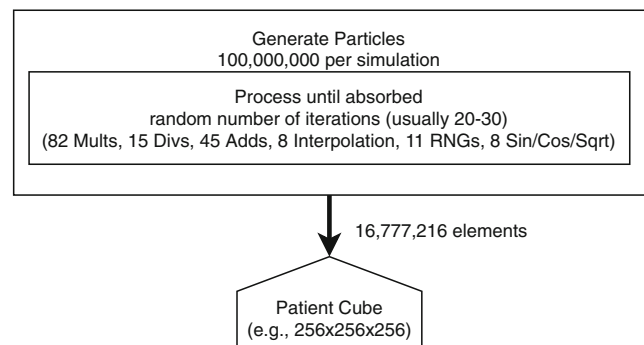 Generate Particles
100,000,000 per simulation
Process until absorbed
random number of iterations (usually 20-30)
(82 Mults, 15 Divs, 45 Adds, 8 Interpolation, 11 RNGs, 8 Sin/Cos/Sqrt)
16,777,216 elements
Patient Cube
(e.g., 256x256x256)